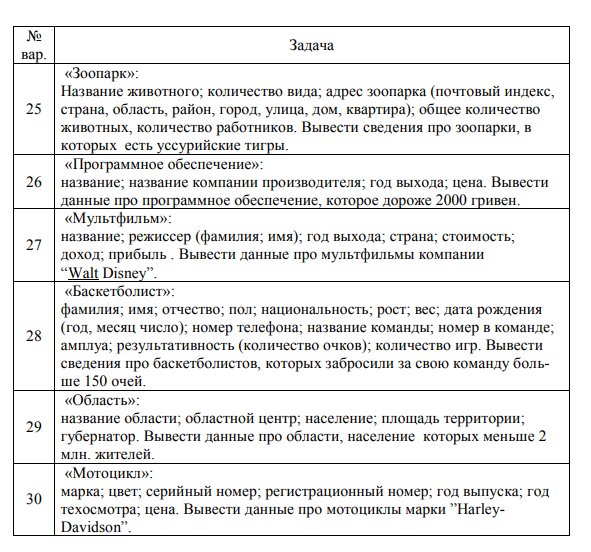 №
вар.
Задача
25
«Зоопарк»:
Название животного; количество вида; адрес зоопарка (почтовый индекс,
страна, область, район, город, улица, дом, квартира); общее количество
животных, количество работников. Вывести сведения про зоопарки, в
которых есть уссурийские тигры.
26
«Программное обеспечение»:
название; название компании производителя; год выхода; цена. Вывести
данные про программное обеспечение, которое дороже 2000 гривен.
27
«Мультфильм»:
название; режиссер (фамилия; имя); год выхода; страна; стоимость;
доход; прибыль . Вывести данные про мультфильмы компании
“Walt Disney”.
28
«Баскетболист»:
фамилия; имя; отчество; пол; национальность; рост; вес; дата рождения
(год, месяц число); номер телефона; название команды; номер в команде;
амплуа; результативность (количество очков); количество игр. Вывести
сведения про баскетболистов, которых забросили за свою команду боль-
ше 150 очей.
29
«Область»:
название области; областной центр; население; площадь территории;
губернатор. Вывести данные про области, население которых меньше 2
млн. жителей.
30
«Мотоцикл»:
марка; цвет; серийный номер; регистрационный номер; год выпуска; год
техосмотра; цена. Вывести данные про мотоциклы марки ”Harley-
Davidson”.